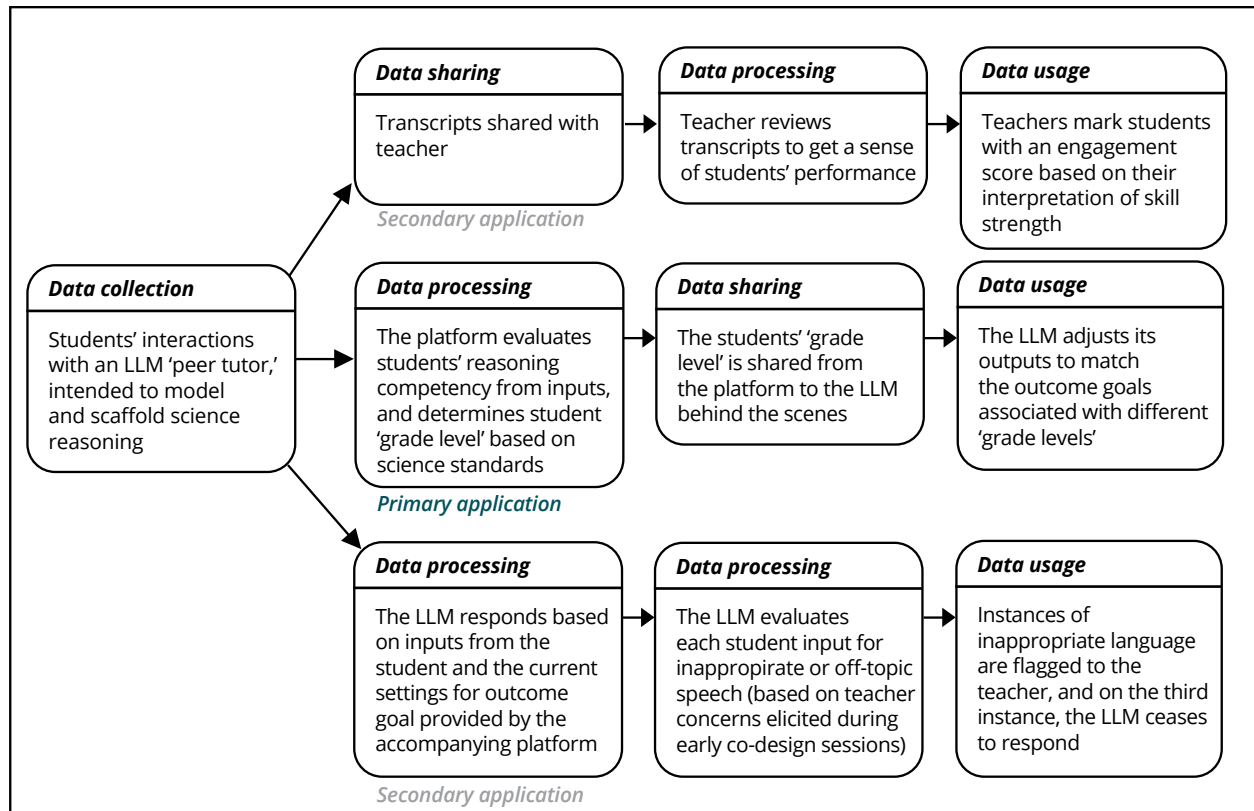 Data sharing
Transcripts shared with
teacher
Secondary application
Data processing
Teacher reviews
transcripts to get a sense
of students’ performance
Data usage
Teachers mark students
with an engagement
score based on their
interpretation of skill
strength
Data collection
Students’ interactions
with an LLM ‘peer tutor,’
intended to model
and scaffold science
reasoning
Data processing
The platform evaluates
students’ reasoning
competency from inputs,
and determines student
‘grade level’ based on
science standards
Primary application
Data sharing
The students’ ‘grade
level’ is shared from
the platform to the LLM
behind the scenes
Data usage
The LLM adjusts its
outputs to match
the outcome goals
associated with different
‘grade levels’
Data processing
The LLM responds based
on inputs from the
student and the current
settings for outcome
goal provided by the
accompanying platform
Secondary application
Data processing
The LLM evaluates
each student input for
inappropirate or off-topic
speech (based on teacher
concerns elicited during
early co-design sessions)
Data usage
Instances of
inappropriate language
are flagged to the
teacher, and on the third
instance, the LLM ceases
to respond